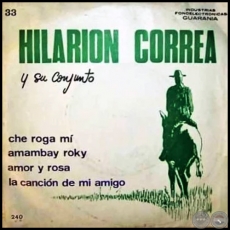 33
INDUSTRIAS
FONOELECTRONICAS
GUARANIA
HILARION CORREA
y su conjunto
che roga mí
amambay roky
amor y rosa
la canción de mi amigo
240